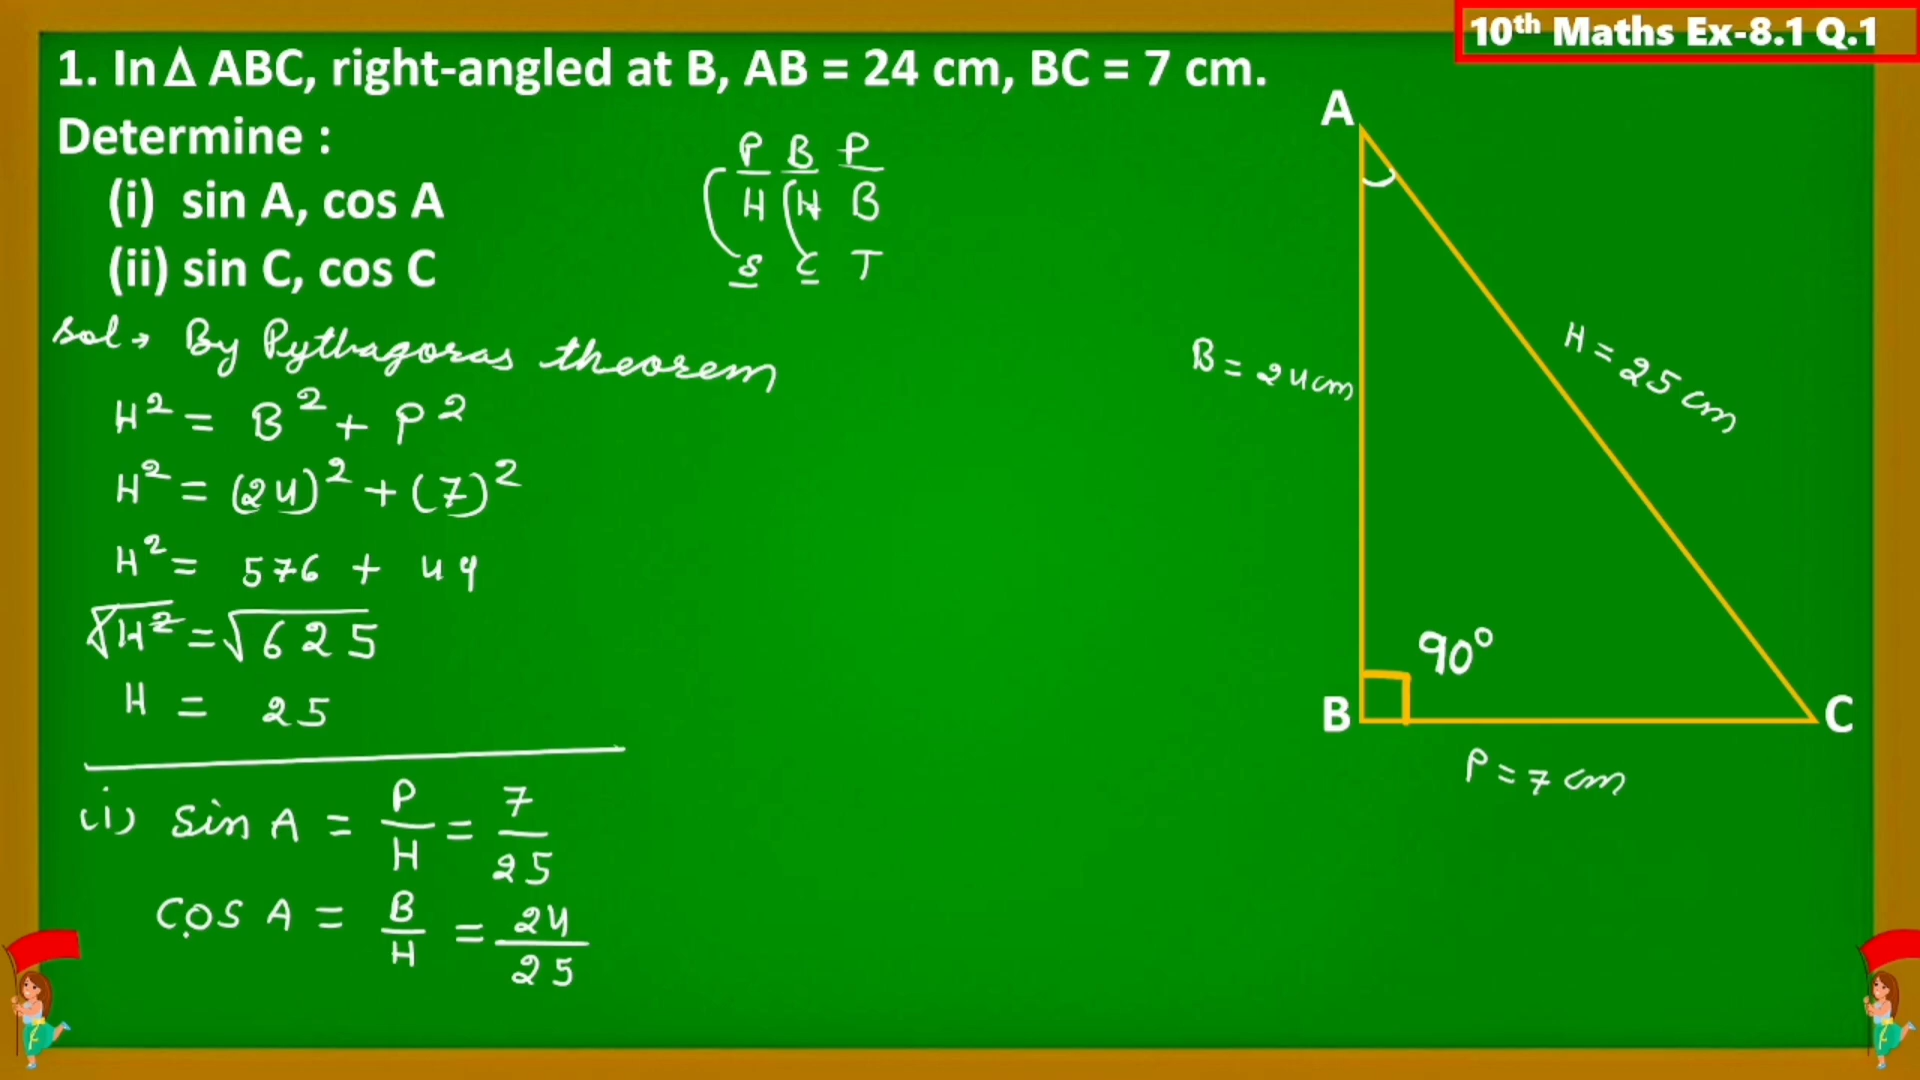 10th Maths Ex-8.1 Q.1
1. In Δ ABC, right-angled at B, AB = 24 cm, BC = 7 cm.
Determine :
(i) sin A, cos A
(ii) sin C, cos C
P B P
H H B
S C T
Sol → By Pythagoras theorem
H² = B² + P²
H² = (24)² + (7)²
H² = 576 + 49
√H² = √625
H = 25
(i) Sin A = P/H = 7/25
COS A = B/H = 24/25
A
B = 24cm
H = 25 cm
90°
B
C
P = 7 cm